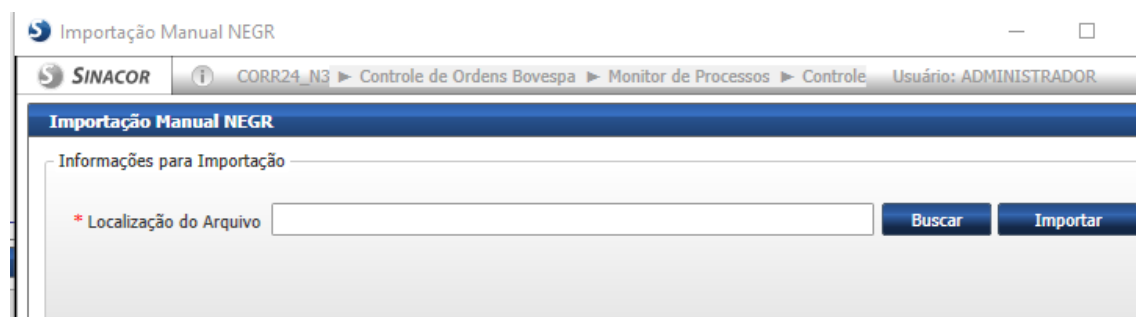 Importação Manual NEGR
SINACOR CORR24_N3 ► Controle de Ordens Bovespa ► Monitor de Processos ► Controle Usuário: ADMINISTRADOR
Importação Manual NEGR
Informações para Importação
* Localização do Arquivo Buscar Importar